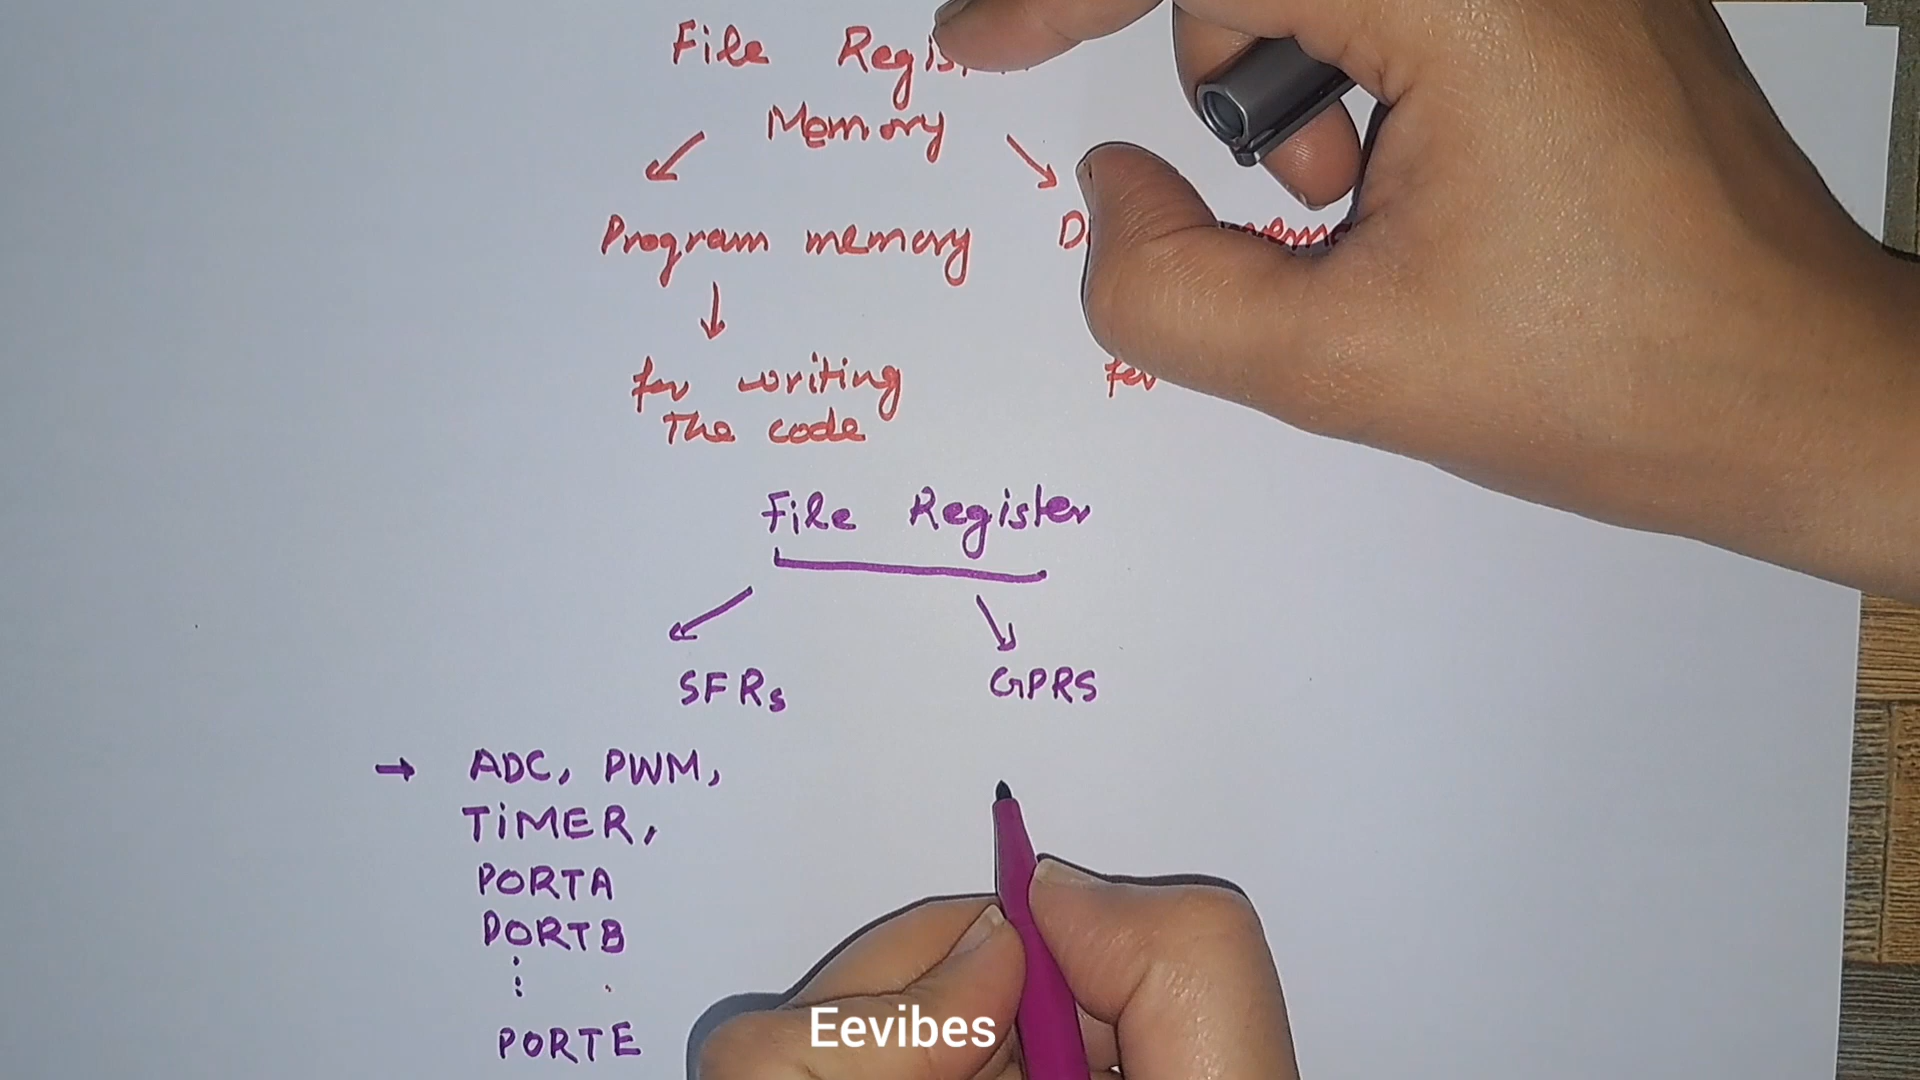 File
Memory
Program memory
for writing for
The code
File Register
SFRs GPRS
→ ADC, PWM,
TiMER,
PORTA
PORTB
⋮
PORTE
Eevibes